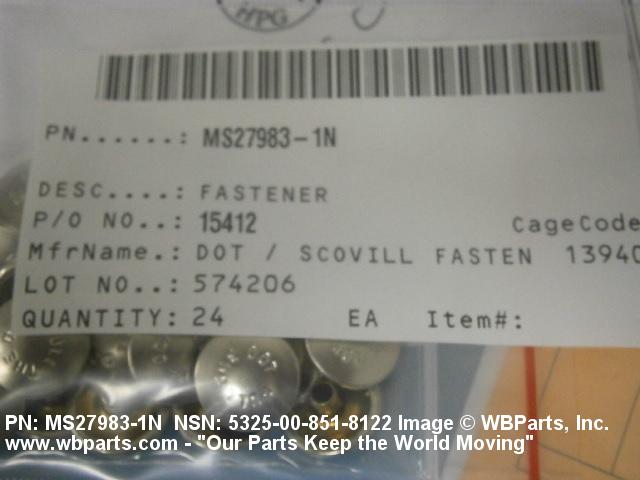 HPG
PN......: MS27983-1N
DESC....: FASTENER
P/O NO..: 15412 CageCode
MfrName.: DOT / SCOVILL FASTEN 13940
LOT NO..: 574206
QUANTITY: 24 EA Item#:
DOT
PN: MS27983-1N NSN: 5325-00-851-8122 Image © WBParts, Inc.
www.wbparts.com - "Our Parts Keep the World Moving"